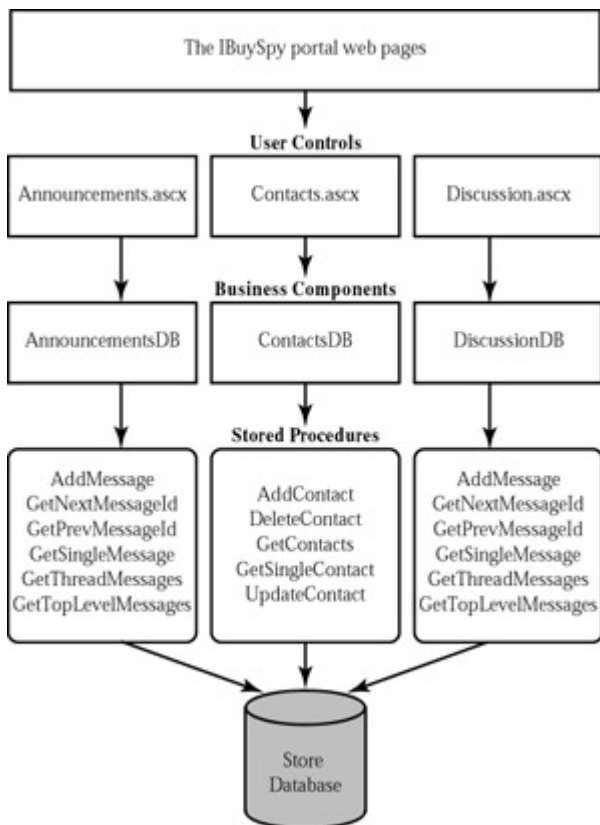 The IBuySpy portal web pages
User Controls
Announcements.ascx
Contacts.ascx
Discussion.ascx
Business Components
AnnouncementsDB
ContactsDB
DiscussionDB
Stored Procedures
AddMessage
GetNextMessageId
GetPrevMessageId
GetSingleMessage
GetThreadMessages
GetTopLevelMessages
AddContact
DeleteContact
GetContacts
GetSingleContact
UpdateContact
AddMessage
GetNextMessageId
GetPrevMessageId
GetSingleMessage
GetThreadMessages
GetTopLevelMessages
Store
Database